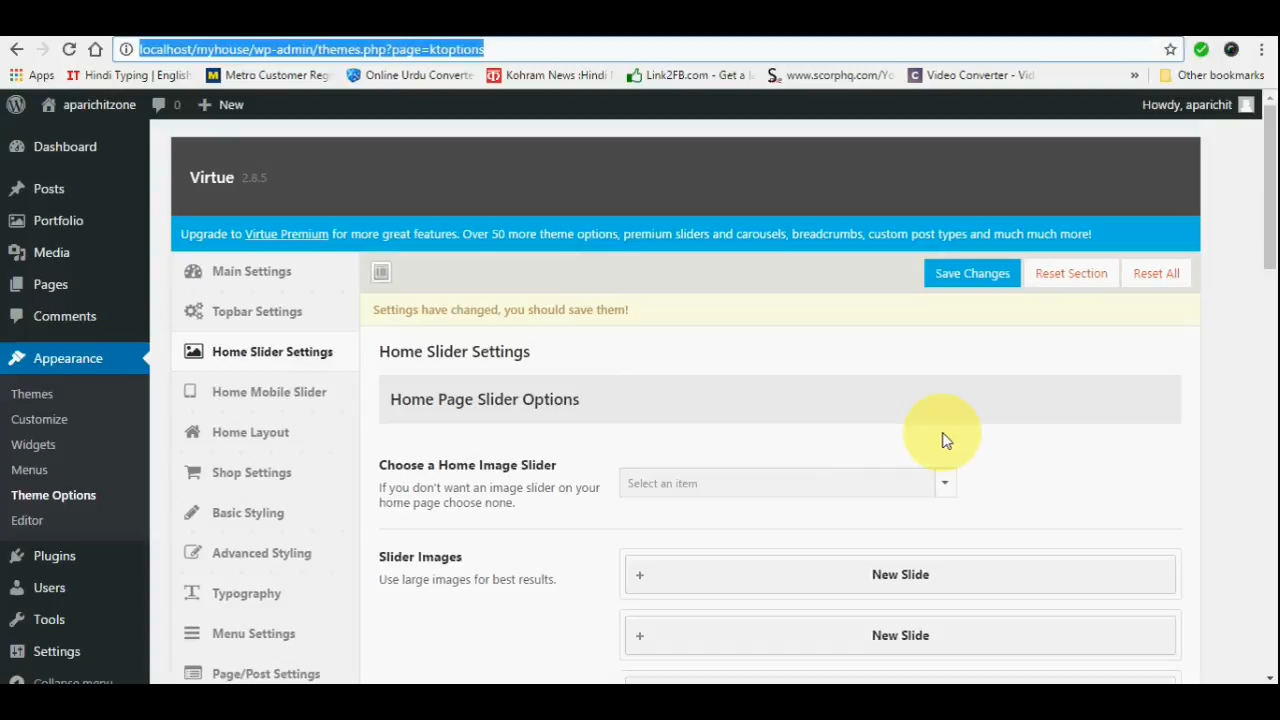 localhost/myhouse/wp-admin/themes.php?page=ktoptions
Apps
Hindi Typing | English
Metro Customer Reg
Online Urdu Converte
Kohram News :Hindi
Link2FB.com - Get a
www.scorphq.com/Yo
Video Converter - Vid
»
Other bookmarks
aparichitzone
0
+ New
Howdy, aparichit
Dashboard
Posts
Portfolio
Media
Pages
Comments
Appearance
Themes
Customize
Widgets
Menus
Theme Options
Editor
Plugins
Users
Tools
Settings
Collapse menu
Virtue 2.8.5
Upgrade to Virtue Premium for more great features. Over 50 more theme options, premium sliders and carousels, breadcrumbs, custom post types and much much more!
Main Settings
Topbar Settings
Home Slider Settings
Home Mobile Slider
Home Layout
Shop Settings
Basic Styling
Advanced Styling
Typography
Menu Settings
Page/Post Settings
Save Changes
Reset Section
Reset All
Settings have changed, you should save them!
Home Slider Settings
Home Page Slider Options
Choose a Home Image Slider
If you don't want an image slider on your
home page choose none.
Select an item
Slider Images
Use large images for best results.
+ New Slide
+ New Slide